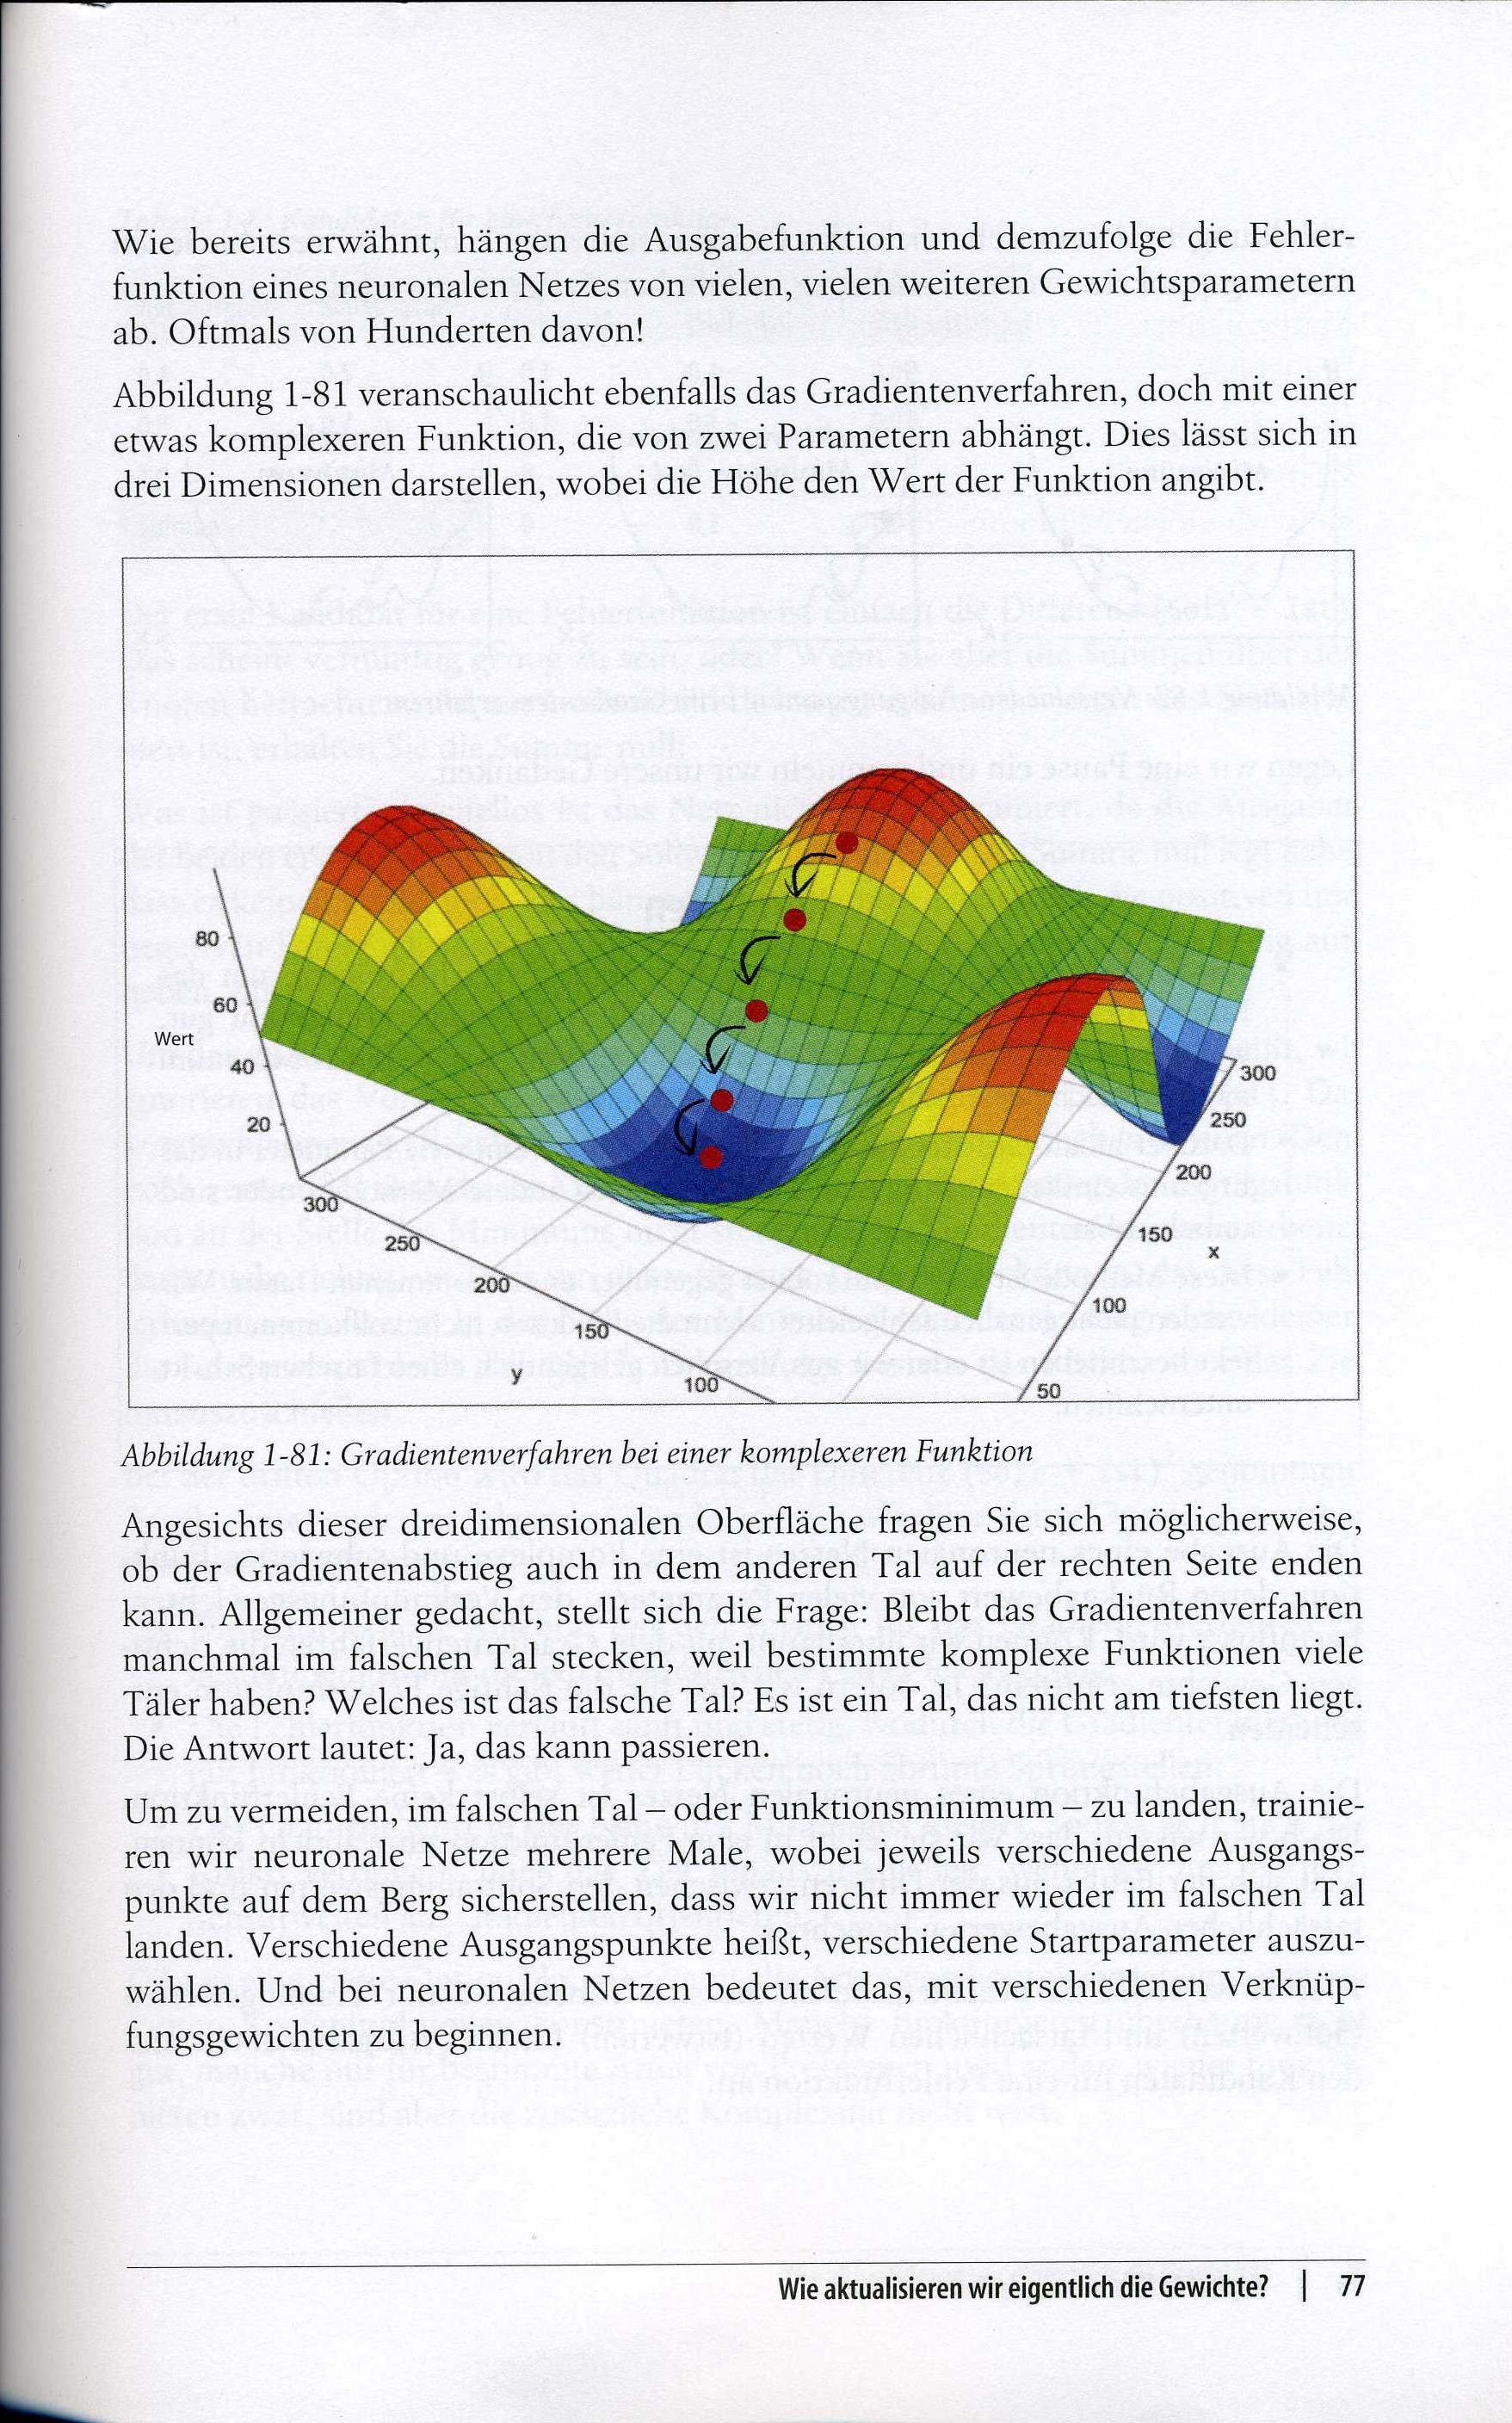 Wie bereits erwähnt, hängen die Ausgabefunktion und demzufolge die Fehler-
funktion eines neuronalen Netzes von vielen, vielen weiteren Gewichtsparametern
ab. Oftmals von Hunderten davon!
Abbildung 1-81 veranschaulicht ebenfalls das Gradientenverfahren, doch mit einer
etwas komplexeren Funktion, die von zwei Parametern abhängt. Dies lässt sich in
drei Dimensionen darstellen, wobei die Höhe den Wert der Funktion angibt.
80
60
Wert
40
20
300
250
200
150
y
100
300
250
200
150
x
100
50
Abbildung 1-81: Gradientenverfahren bei einer komplexeren Funktion
Angesichts dieser dreidimensionalen Oberfläche fragen Sie sich möglicherweise,
ob der Gradientenabstieg auch in dem anderen Tal auf der rechten Seite enden
kann. Allgemeiner gedacht, stellt sich die Frage: Bleibt das Gradientenverfahren
manchmal im falschen Tal stecken, weil bestimmte komplexe Funktionen viele
Täler haben? Welches ist das falsche Tal? Es ist ein Tal, das nicht am tiefsten liegt.
Die Antwort lautet: Ja, das kann passieren.
Um zu vermeiden, im falschen Tal – oder Funktionsminimum – zu landen, trainie-
ren wir neuronale Netze mehrere Male, wobei jeweils verschiedene Ausgangs-
punkte auf dem Berg sicherstellen, dass wir nicht immer wieder im falschen Tal
landen. Verschiedene Ausgangspunkte heißt, verschiedene Startparameter auszu-
wählen. Und bei neuronalen Netzen bedeutet das, mit verschiedenen Verknüp-
fungsgewichten zu beginnen.
Wie aktualisieren wir eigentlich die Gewichte? | 77